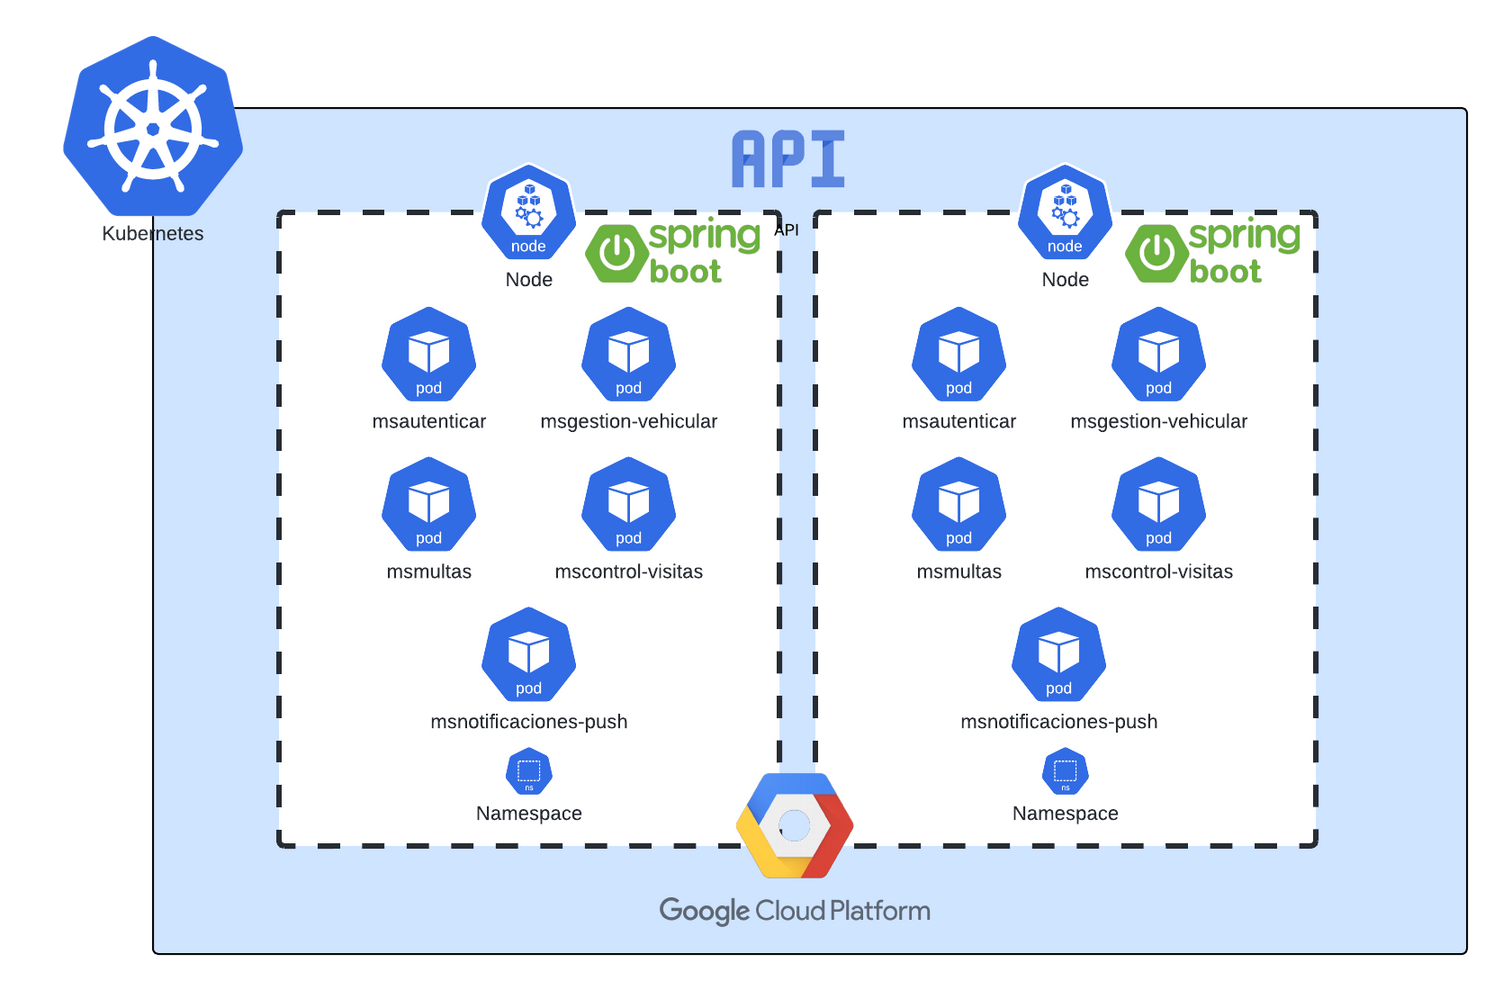 API
Kubernetes
node
Node
spring
boot
API
node
Node
spring
boot
pod
msautenticar
pod
msgestion-vehicular
pod
msautenticar
pod
msgestion-vehicular
pod
msmultas
pod
mscontrol-visitas
pod
msmultas
pod
mscontrol-visitas
pod
msnotificaciones-push
pod
msnotificaciones-push
ns
Namespace
ns
Namespace
Google Cloud Platform